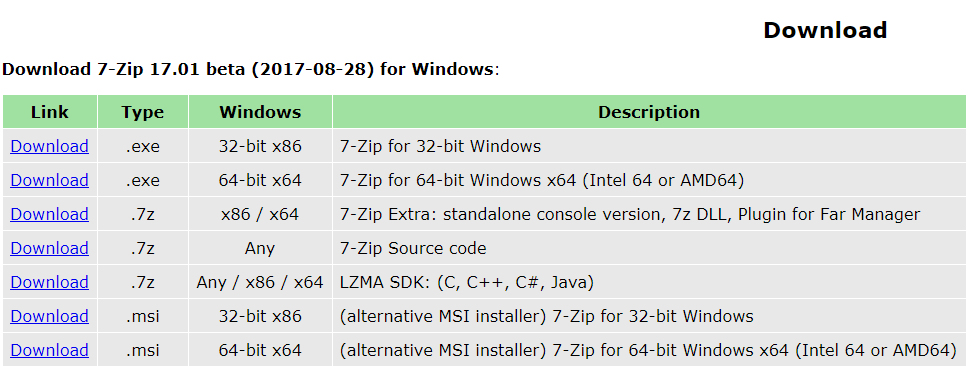 Download
Download 7-Zip 17.01 beta (2017-08-28) for Windows:
Link Type Windows Description
Download .exe 32-bit x86 7-Zip for 32-bit Windows
Download .exe 64-bit x64 7-Zip for 64-bit Windows x64 (Intel 64 or AMD64)
Download .7z x86 / x64 7-Zip Extra: standalone console version, 7z DLL, Plugin for Far Manager
Download .7z Any 7-Zip Source code
Download .7z Any / x86 / x64 LZMA SDK: (C, C++, C#, Java)
Download .msi 32-bit x86 (alternative MSI installer) 7-Zip for 32-bit Windows
Download .msi 64-bit x64 (alternative MSI installer) 7-Zip for 64-bit Windows x64 (Intel 64 or AMD64)